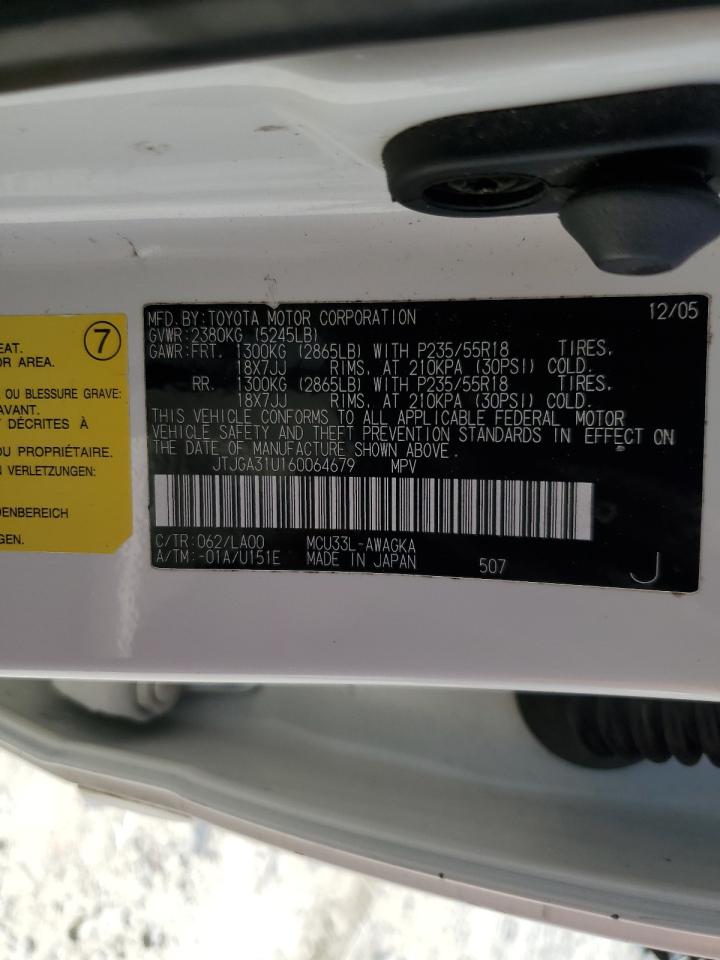 7
EAT.
OR AREA.
OU BLESSURE GRAVE:
AVANT.
DÉCRITES À
U PROPRIÉTAIRE.
N VERLETZUNGEN:
DENBEREICH
GEN.
MFD. BY: TOYOTA MOTOR CORPORATION 12/05
GVWR: 2380KG (5245LB)
GAWR: FRT. 1300KG (2865LB) WITH P235/55R18 TIRES,
18X7JJ RIMS, AT 210KPA (30PSI) COLD.
RR. 1300KG (2865LB) WITH P235/55R18 TIRES,
18X7JJ RIMS, AT 210KPA (30PSI) COLD.
THIS VEHICLE CONFORMS TO ALL APPLICABLE FEDERAL MOTOR
VEHICLE SAFETY AND THEFT PREVENTION STANDARDS IN EFFECT ON
THE DATE OF MANUFACTURE SHOWN ABOVE.
JTJGA31U160064679 MPV
C/TR: 062/LA00 MCU33L-AWAGKA
A/TM: -01A/U151E MADE IN JAPAN 507 J